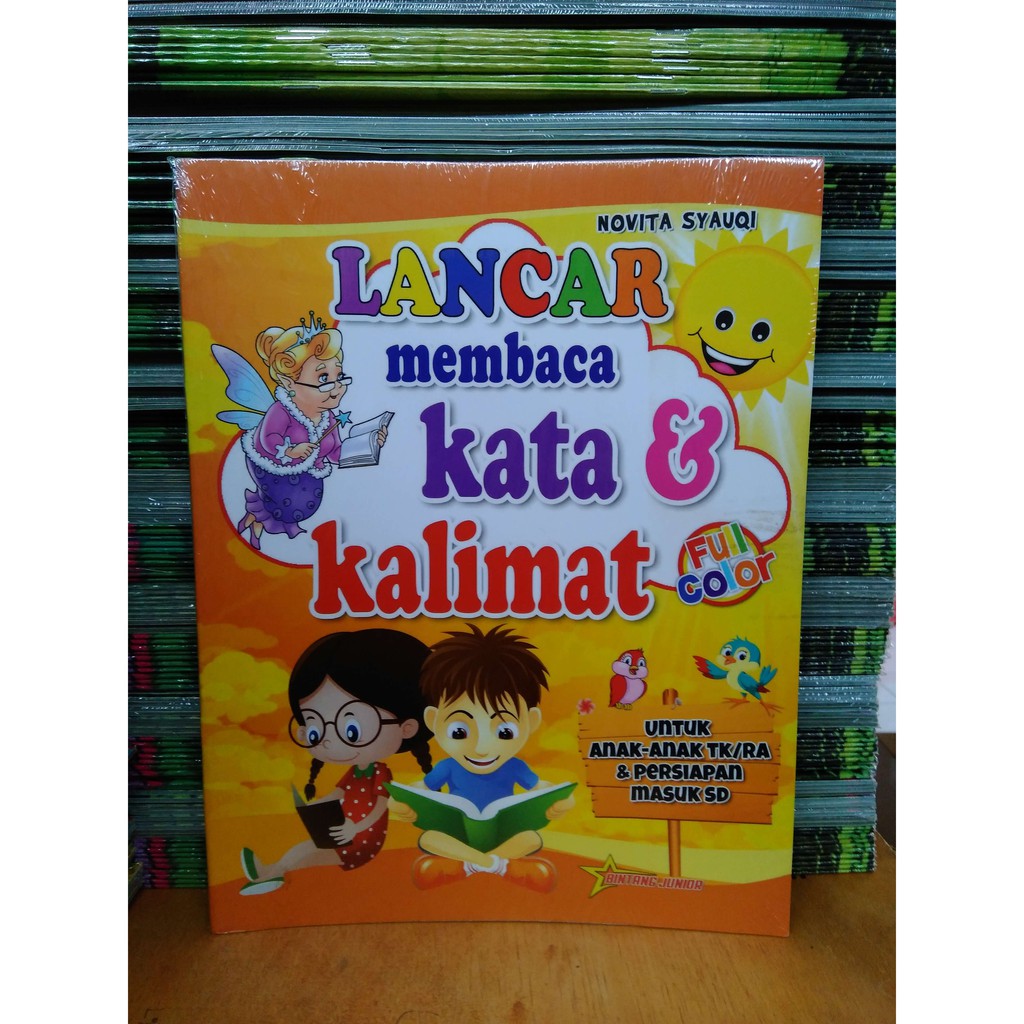 NOVITA SYAUQI
LANCAR
membaca
kata &
kalimat
Full
Color
UNTUK
ANAK-ANAK TK/RA
& PERSIAPAN
MASUK SD
BINTANG JUNIOR